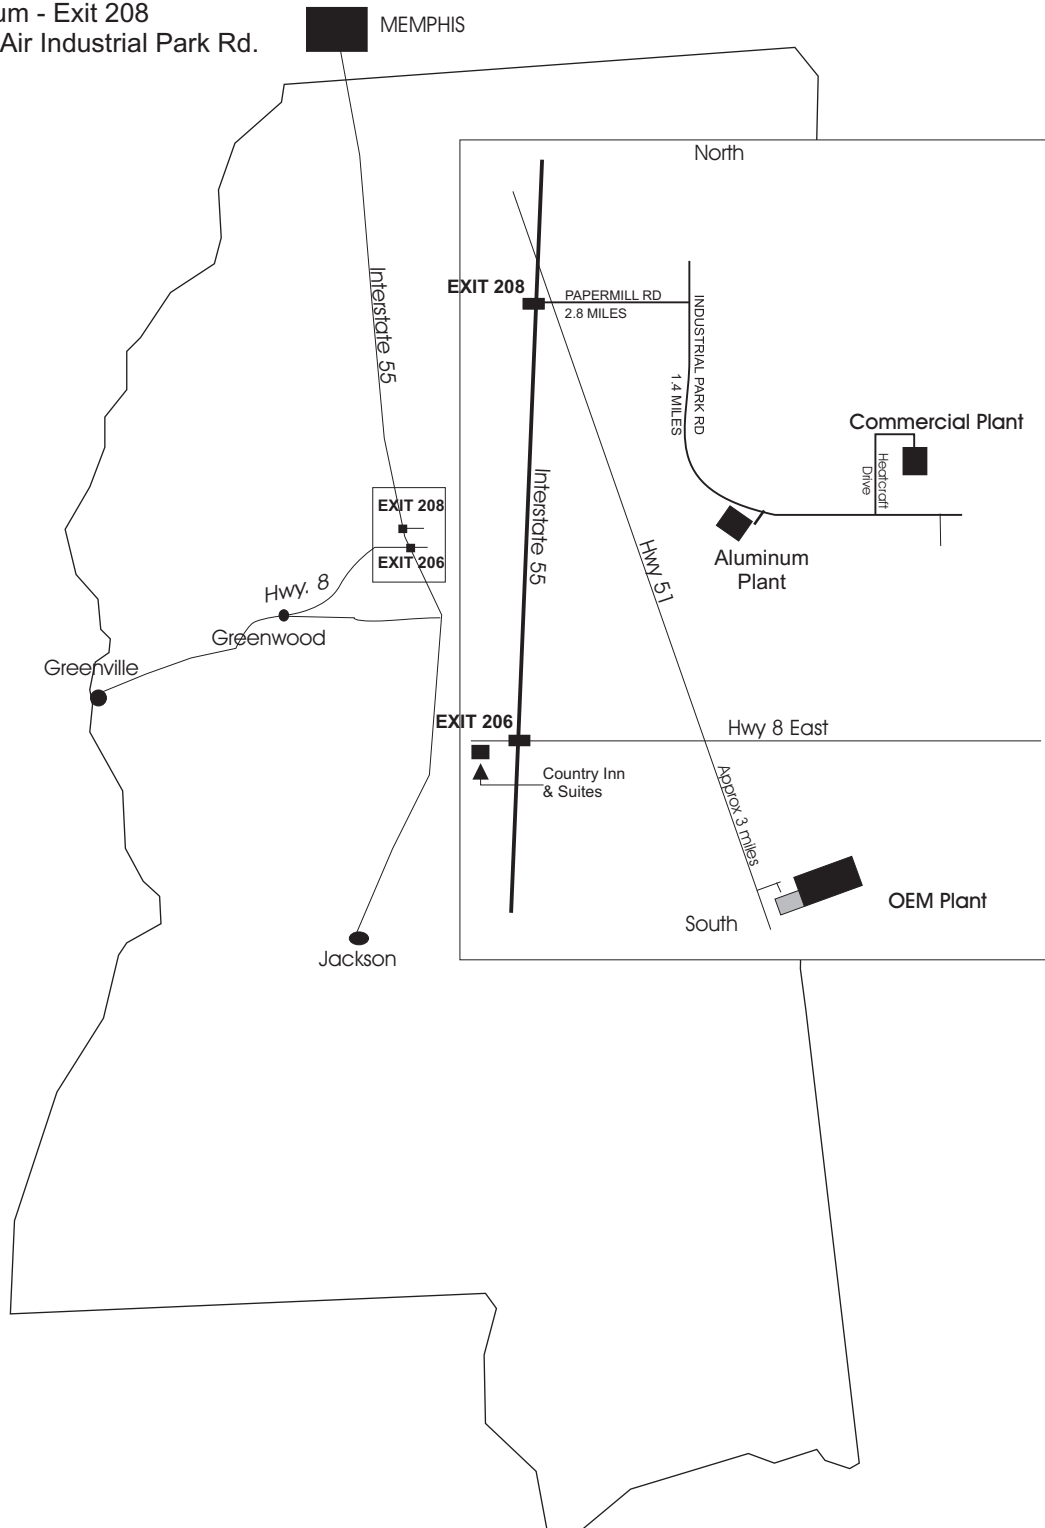 um - Exit 208
Air Industrial Park Rd.
MEMPHIS
North
Interstate 55
EXIT 208
PAPERMILL RD
2.8 MILES
INDUSTRIAL PARK RD
1.4 MILES
Commercial Plant
Heatcraft
Drive
Interstate 55
EXIT 208
EXIT 206
Hwy 51
Aluminum
Plant
Hwy. 8
Greenwood
Greenville
EXIT 206
Hwy 8 East
Country Inn
& Suites
Approx 3 miles
OEM Plant
South
Jackson